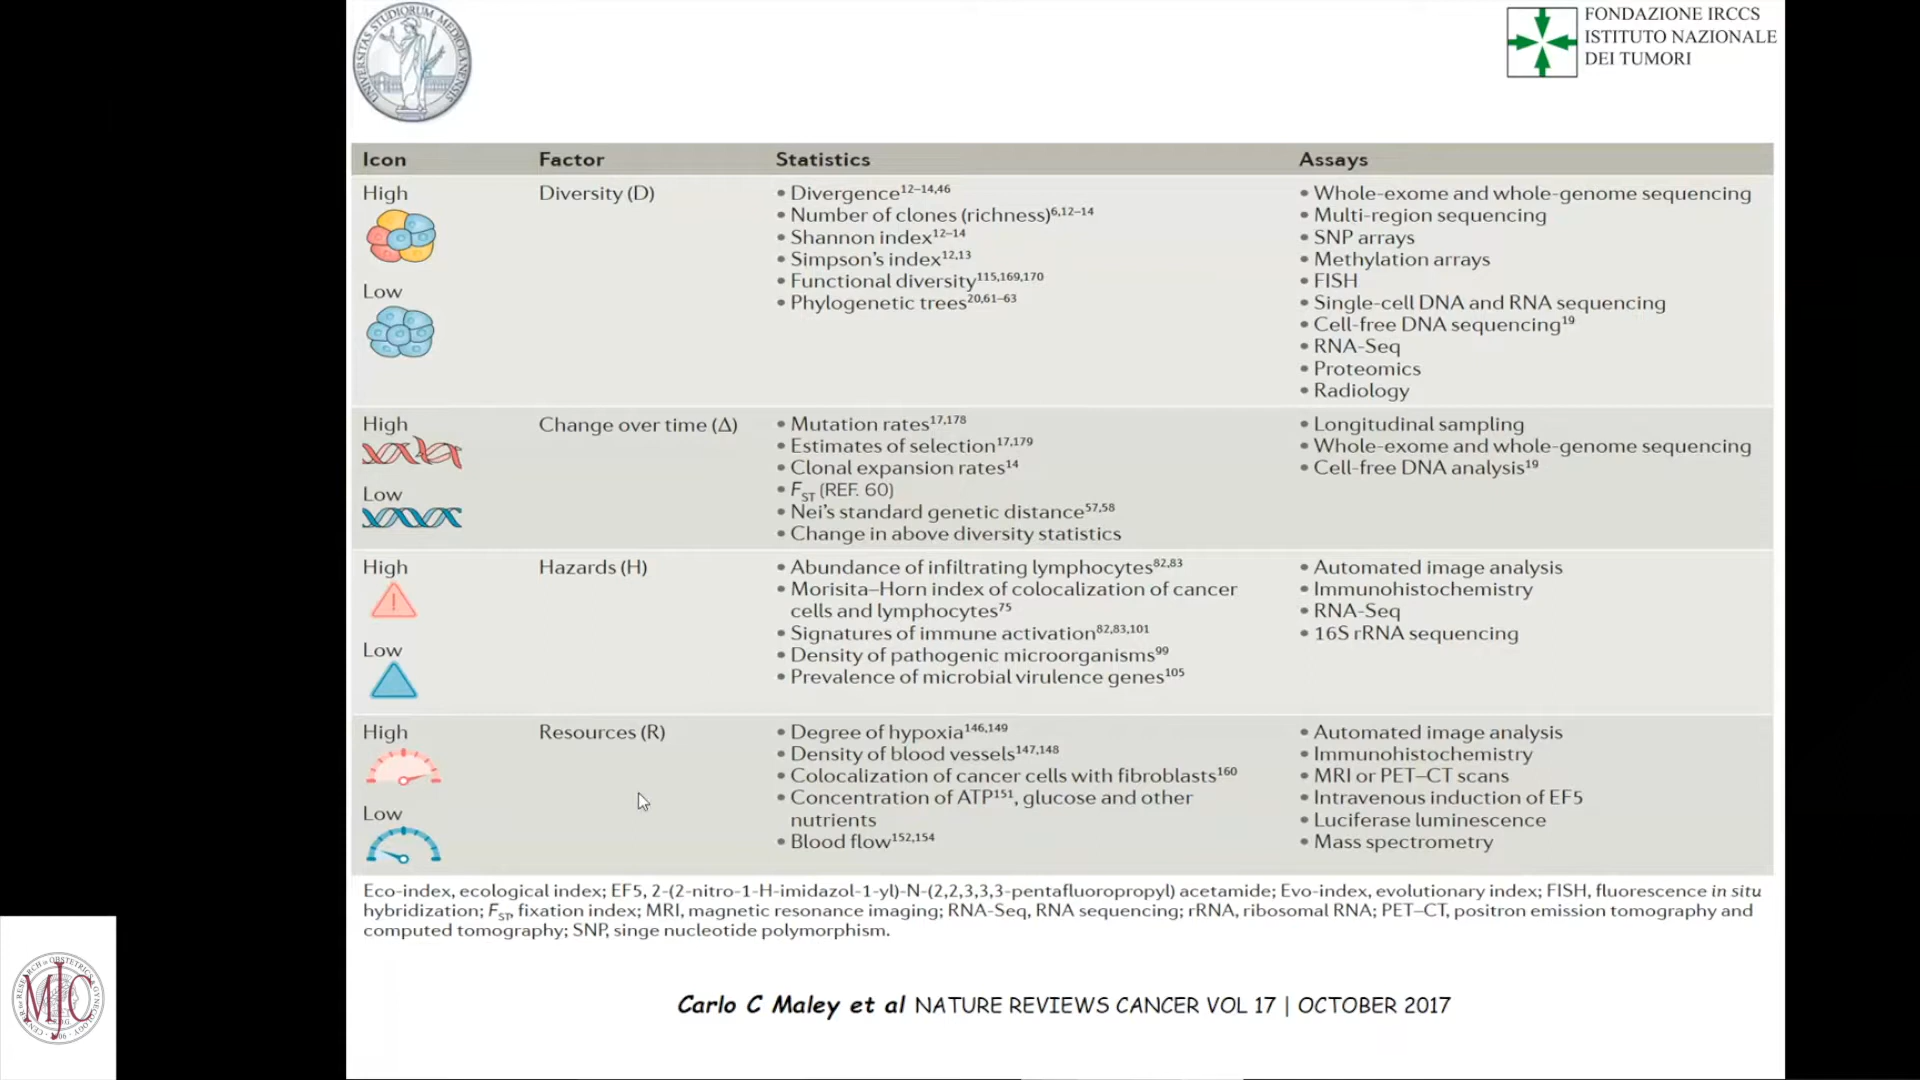 UNIVERSITAS STUDIORUM MEDIOLANENSIS
FONDAZIONE IRCCS
ISTITUTO NAZIONALE
DEI TUMORI
Icon Factor Statistics Assays
High
Low
Diversity (D)
• Divergence12–14,46
• Number of clones (richness)6,12–14
• Shannon index12–14
• Simpson’s index12,13
• Functional diversity115,169,170
• Phylogenetic trees20,61–63
• Whole-exome and whole-genome sequencing
• Multi-region sequencing
• SNP arrays
• Methylation arrays
• FISH
• Single-cell DNA and RNA sequencing
• Cell-free DNA sequencing19
• RNA-Seq
• Proteomics
• Radiology
High
Low
Change over time (Δ)
• Mutation rates17,178
• Estimates of selection17,179
• Clonal expansion rates14
• FST (REF. 60)
• Nei’s standard genetic distance57,58
• Change in above diversity statistics
• Longitudinal sampling
• Whole-exome and whole-genome sequencing
• Cell-free DNA analysis19
High
!
Low
Hazards (H)
• Abundance of infiltrating lymphocytes82,83
• Morisita–Horn index of colocalization of cancer
cells and lymphocytes75
• Signatures of immune activation82,83,101
• Density of pathogenic microorganisms99
• Prevalence of microbial virulence genes105
• Automated image analysis
• Immunohistochemistry
• RNA-Seq
• 16S rRNA sequencing
High
Low
Resources (R)
• Degree of hypoxia146,149
• Density of blood vessels147,148
• Colocalization of cancer cells with fibroblasts160
• Concentration of ATP151, glucose and other
nutrients
• Blood flow152,154
• Automated image analysis
• Immunohistochemistry
• MRI or PET–CT scans
• Intravenous induction of EF5
• Luciferase luminescence
• Mass spectrometry
Eco-index, ecological index; EF5, 2-(2-nitro-1-H-imidazol-1-yl)-N-(2,2,3,3,3-pentafluoropropyl) acetamide; Evo-index, evolutionary index; FISH, fluorescence in situ
hybridization; FST, fixation index; MRI, magnetic resonance imaging; RNA-Seq, RNA sequencing; rRNA, ribosomal RNA; PET–CT, positron emission tomography and
computed tomography; SNP, singe nucleotide polymorphism.
Carlo C Maley et al NATURE REVIEWS CANCER VOL 17 | OCTOBER 2017
CENTER for RESEARCH in OBSTETRICS & GYNECOLOGY
MJC